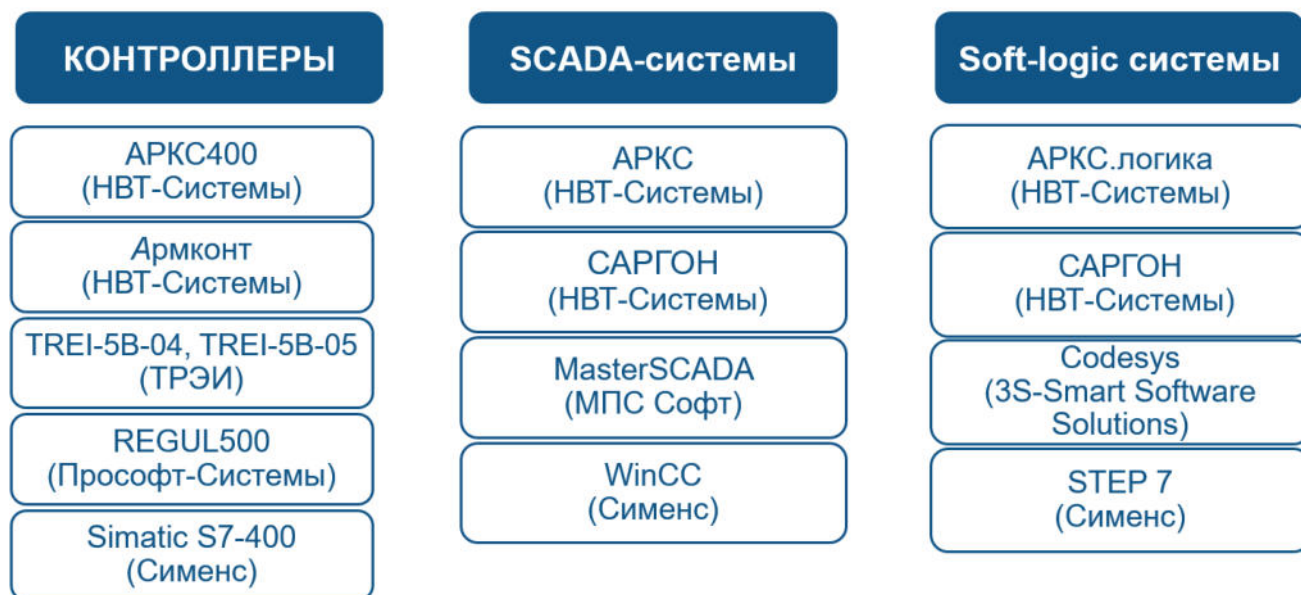 КОНТРОЛЛЕРЫ
АРКС400
(НВТ-Системы)
Армконт
(НВТ-Системы)
TREI-5B-04, TREI-5B-05
(ТРЭИ)
REGUL500
(Прософт-Системы)
Simatic S7-400
(Сименс)
SCADA-системы
АРКС
(НВТ-Системы)
САРГОН
(НВТ-Системы)
MasterSCADA
(МПС Софт)
WinCC
(Сименс)
Soft-logic системы
АРКС.логика
(НВТ-Системы)
САРГОН
(НВТ-Системы)
Codesys
(3S-Smart Software
Solutions)
STEP 7
(Сименс)